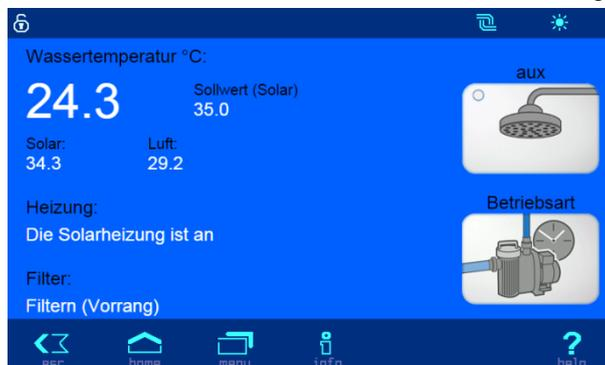 Wassertemperatur °C:
24.3
Sollwert (Solar)
35.0
Solar:
34.3
Luft:
29.2
Heizung:
Die Solarheizung ist an
Filter:
Filtern (Vorrang)
aux
Betriebsart
esc
home
menu
info
?
help